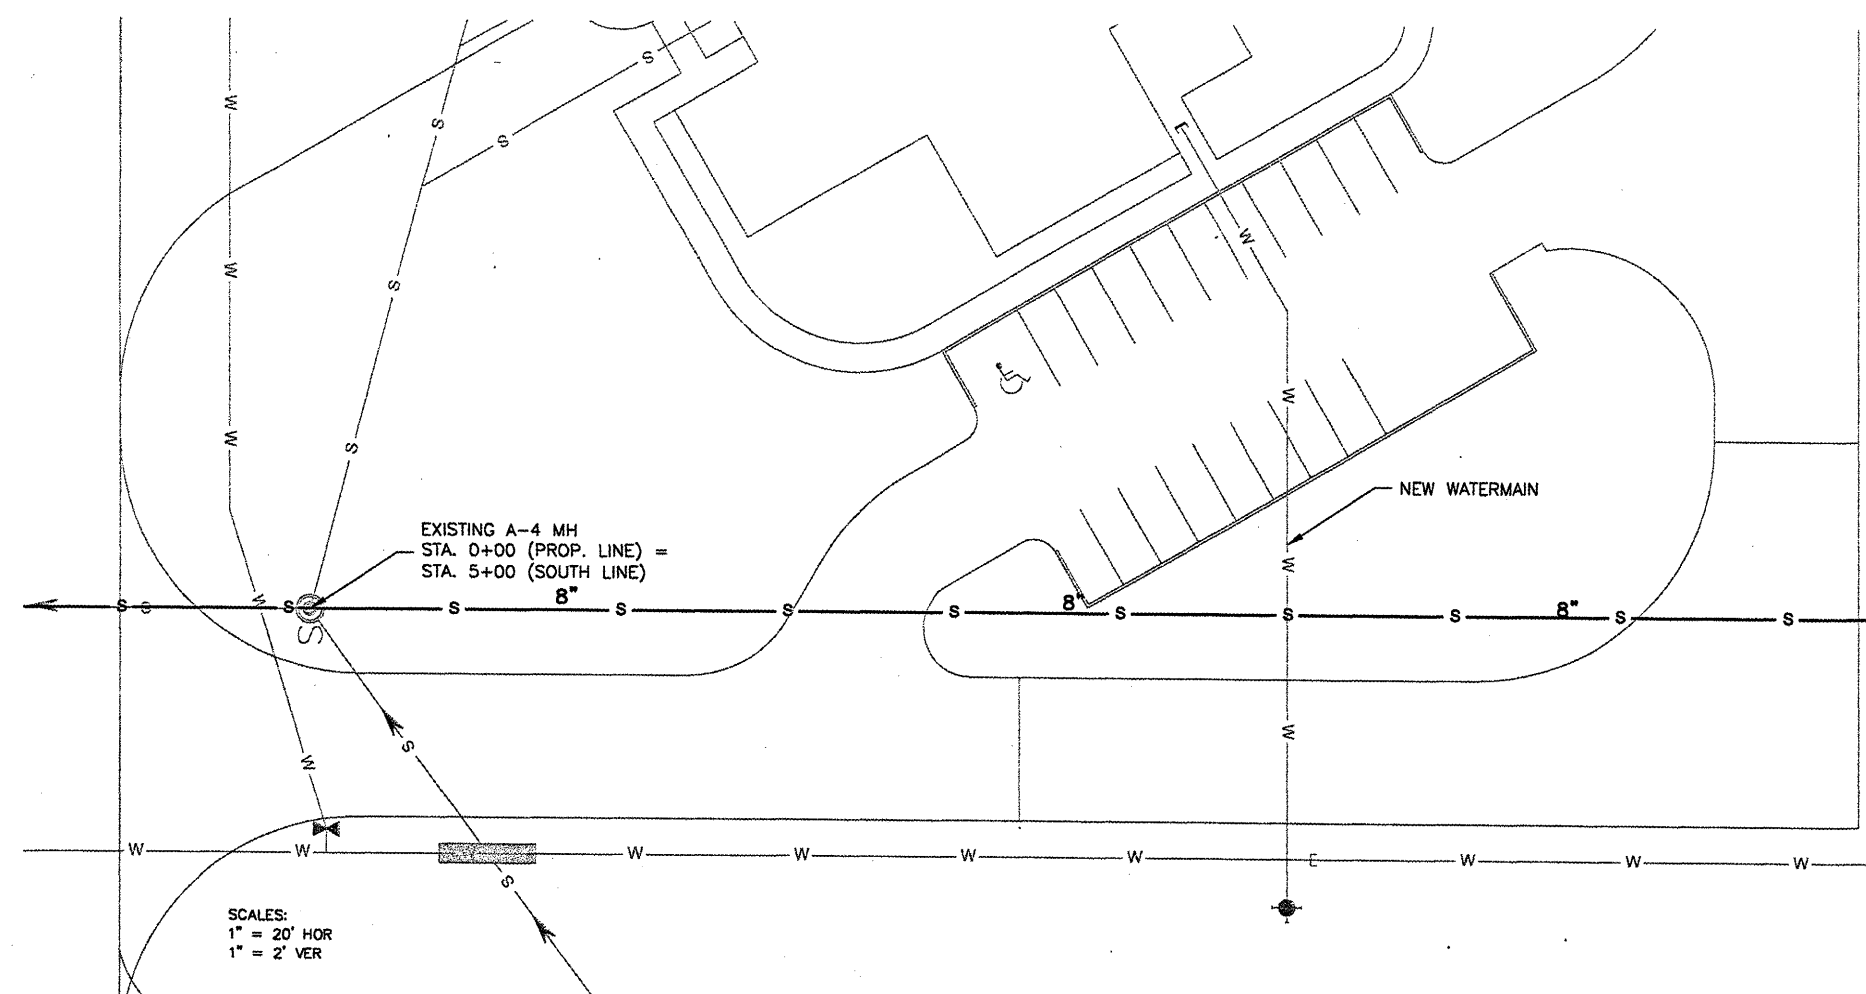 W
S
S
S
W
W
S
W
S
W
W
S
NEW WATERMAIN
EXISTING A-4 MH
STA. 0+00 (PROP. LINE) =
STA. 5+00 (SOUTH LINE)
W
8"
8"
8"
W
S
S
S
S
S
S
S
S
S
S
S
S
W
W
S
W
W
W
W
W
W
E
W
W
W
S
SCALES:
1" = 20' HOR
1" = 2' VER